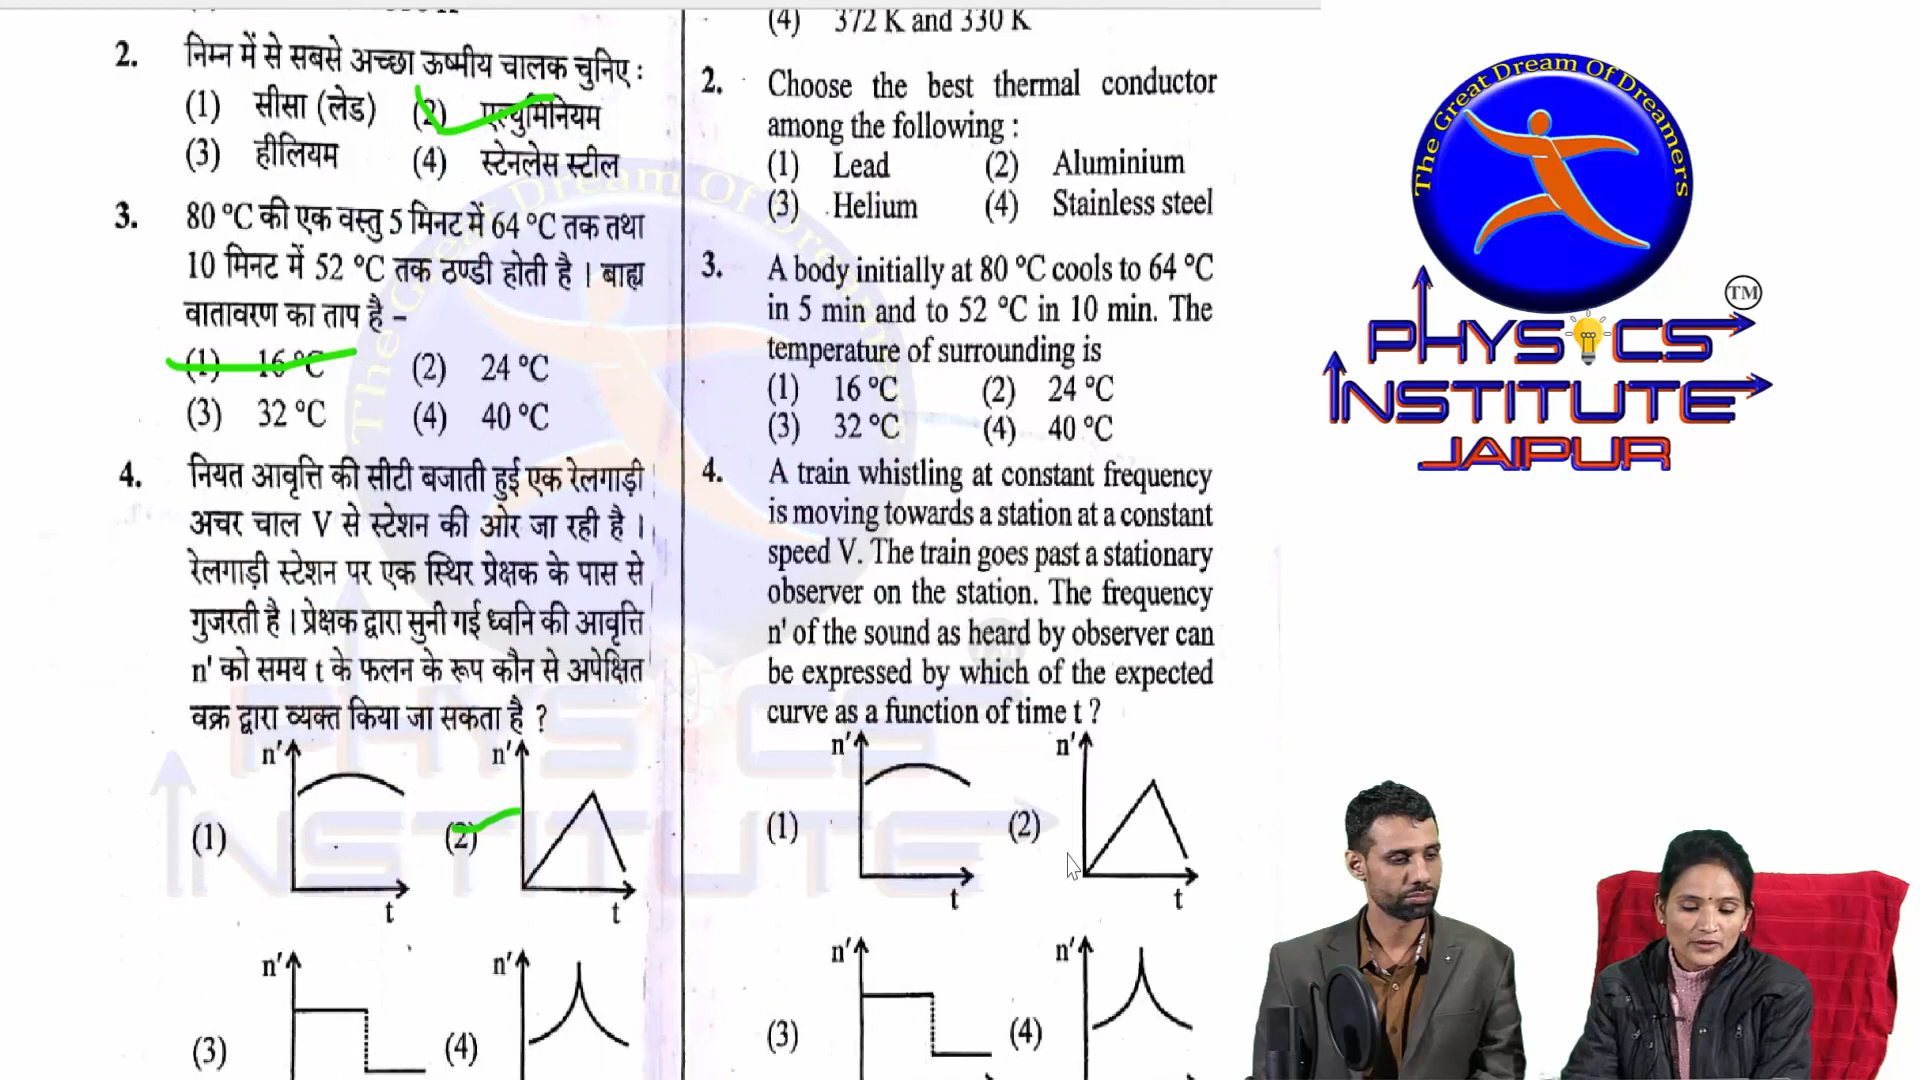 2. निम्न में से सबसे अच्छा ऊष्मीय चालक चुनिए :
(1) सीसा (लेड) (2) एल्युमिनियम
(3) हीलियम (4) स्टेनलेस स्टील
3. 80 °C की एक वस्तु 5 मिनट में 64 °C तक तथा
10 मिनट में 52 °C तक ठण्डी होती है । बाह्य
वातावरण का ताप है –
(1) 16 °C (2) 24 °C
(3) 32 °C (4) 40 °C
4. नियत आवृत्ति की सीटी बजाती हुई एक रेलगाड़ी
अचर चाल V से स्टेशन की ओर जा रही है ।
रेलगाड़ी स्टेशन पर एक स्थिर प्रेक्षक के पास से
गुजरती है । प्रेक्षक द्वारा सुनी गई ध्वनि की आवृत्ति
n' को समय t के फलन के रूप कौन से अपेक्षित
वक्र द्वारा व्यक्त किया जा सकता है ?
n' n'
(1) (2)
t t
n' n'
(3) (4)
(4) 372 K and 330 K
2. Choose the best thermal conductor
among the following :
(1) Lead (2) Aluminium
(3) Helium (4) Stainless steel
3. A body initially at 80 °C cools to 64 °C
in 5 min and to 52 °C in 10 min. The
temperature of surrounding is
(1) 16 °C (2) 24 °C
(3) 32 °C (4) 40 °C
4. A train whistling at constant frequency
is moving towards a station at a constant
speed V. The train goes past a stationary
observer on the station. The frequency
n' of the sound as heard by observer can
be expressed by which of the expected
curve as a function of time t ?
n' n'
(1) (2)
t t
n' n'
(3) (4)
The Great Dream Of Dreamers
TM
PHYSICS
INSTITUTE
JAIPUR
The Great Dream Of Dreamers
PHYSICS
INSTITUTE